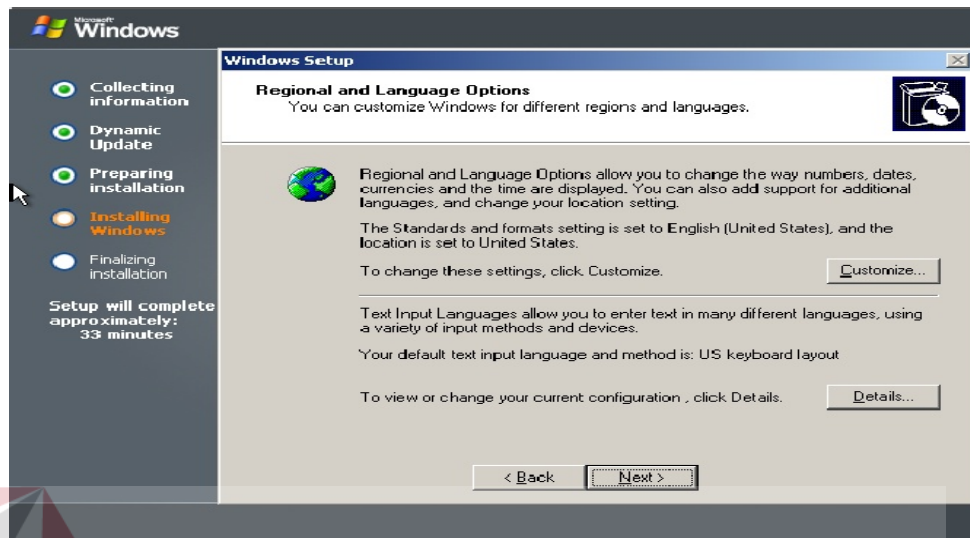 Microsoft
Windows
Collecting
information
Dynamic
Update
Preparing
installation
Installing
Windows
Finalizing
installation
Setup will complete
approximately:
33 minutes
Windows Setup
Regional and Language Options
You can customize Windows for different regions and languages.
Regional and Language Options allow you to change the way numbers, dates,
currencies and the time are displayed. You can also add support for additional
languages, and change your location setting.
The Standards and formats setting is set to English (United States), and the
location is set to United States.
To change these settings, click Customize.
Customize...
Text Input Languages allow you to enter text in many different languages, using
a variety of input methods and devices.
Your default text input language and method is: US keyboard layout
To view or change your current configuration , click Details.
Details...
< Back
Next >